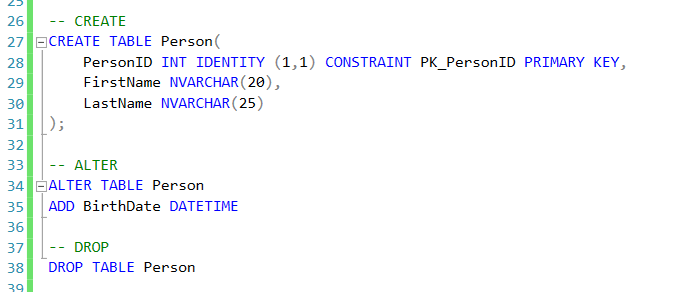 25
26 -- CREATE
27 CREATE TABLE Person(
28 PersonID INT IDENTITY (1,1) CONSTRAINT PK_PersonID PRIMARY KEY,
29 FirstName NVARCHAR(20),
30 LastName NVARCHAR(25)
31 );
32
33 -- ALTER
34 ALTER TABLE Person
35 ADD BirthDate DATETIME
36
37 -- DROP
38 DROP TABLE Person
39